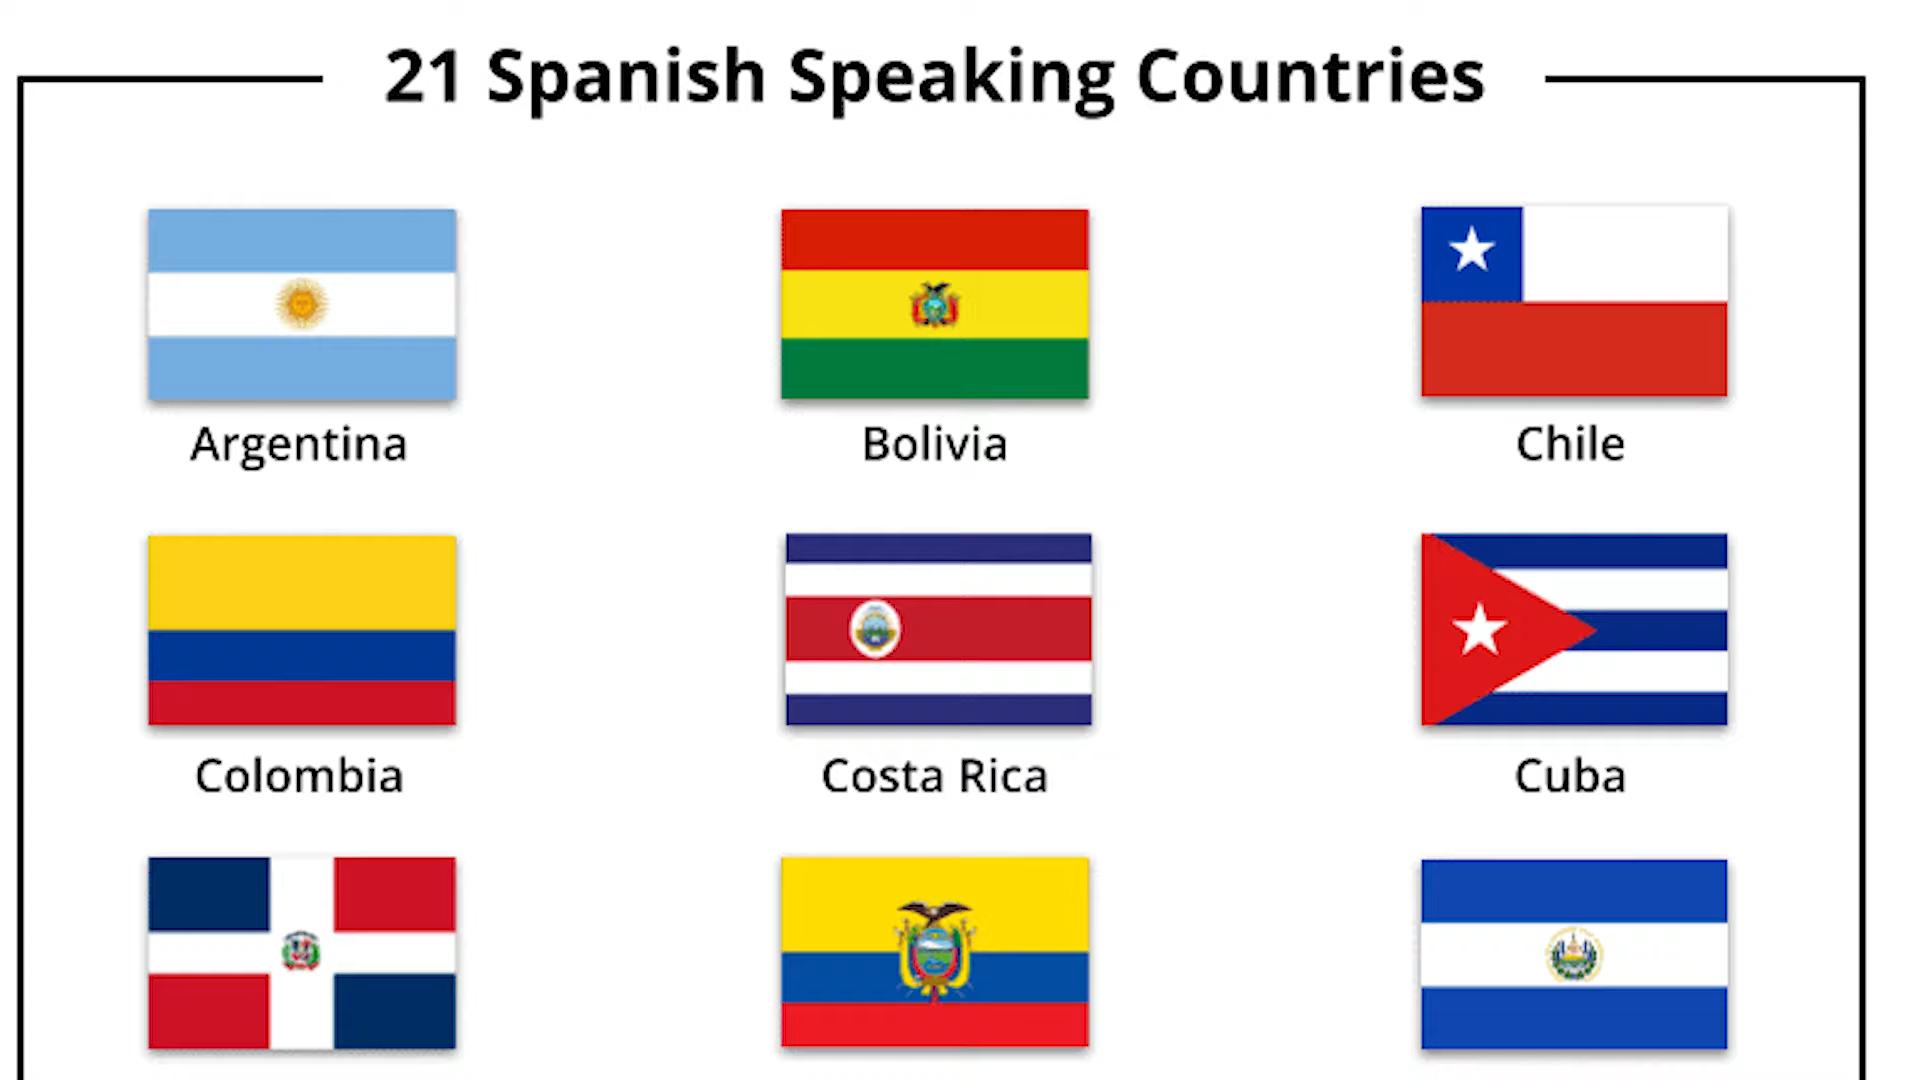 21 Spanish Speaking Countries
Argentina
Bolivia
Chile
Colombia
Costa Rica
Cuba